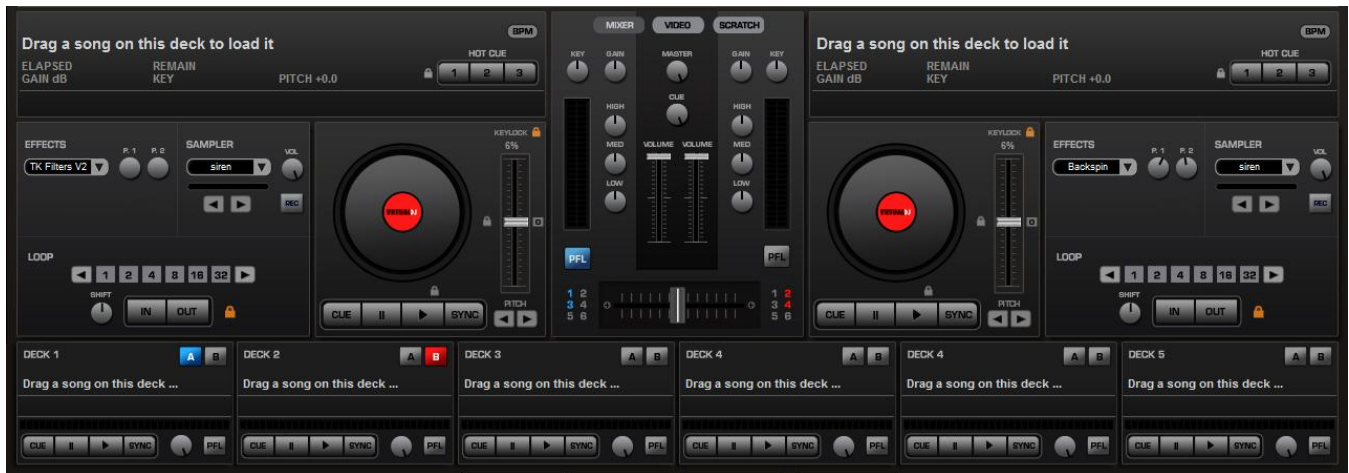 MIXER VIDEO SCRATCH
BPM
Drag a song on this deck to load it
ELAPSED REMAIN
GAIN dB KEY PITCH +0.0
HOT CUE
1 2 3
KEY GAIN MASTER GAIN KEY
CUE
HIGH HIGH
MED VOLUME VOLUME MED
LOW LOW
PFL PFL
1 2
3 4
5 6
1 2
3 4
5 6
BPM
Drag a song on this deck to load it
ELAPSED REMAIN
GAIN dB KEY PITCH +0.0
HOT CUE
1 2 3
EFFECTS P. 1 P. 2 SAMPLER VOL
TK Filters V2 siren
REC
LOOP
1 2 4 8 16 32
SHIFT
IN OUT
KEYLOCK
6%
VIRTUALDJ
PITCH
CUE SYNC
KEYLOCK
6%
VIRTUALDJ
PITCH
CUE SYNC
EFFECTS P. 1 P. 2 SAMPLER VOL
Backspin siren
REC
LOOP
1 2 4 8 16 32
SHIFT
IN OUT
DECK 1 A B
Drag a song on this deck ...
CUE SYNC PFL
DECK 2 A B
Drag a song on this deck ...
CUE SYNC PFL
DECK 3 A B
Drag a song on this deck ...
CUE SYNC PFL
DECK 4 A B
Drag a song on this deck ...
CUE SYNC PFL
DECK 4 A B
Drag a song on this deck ...
CUE SYNC PFL
DECK 5 A B
Drag a song on this deck ...
CUE SYNC PFL